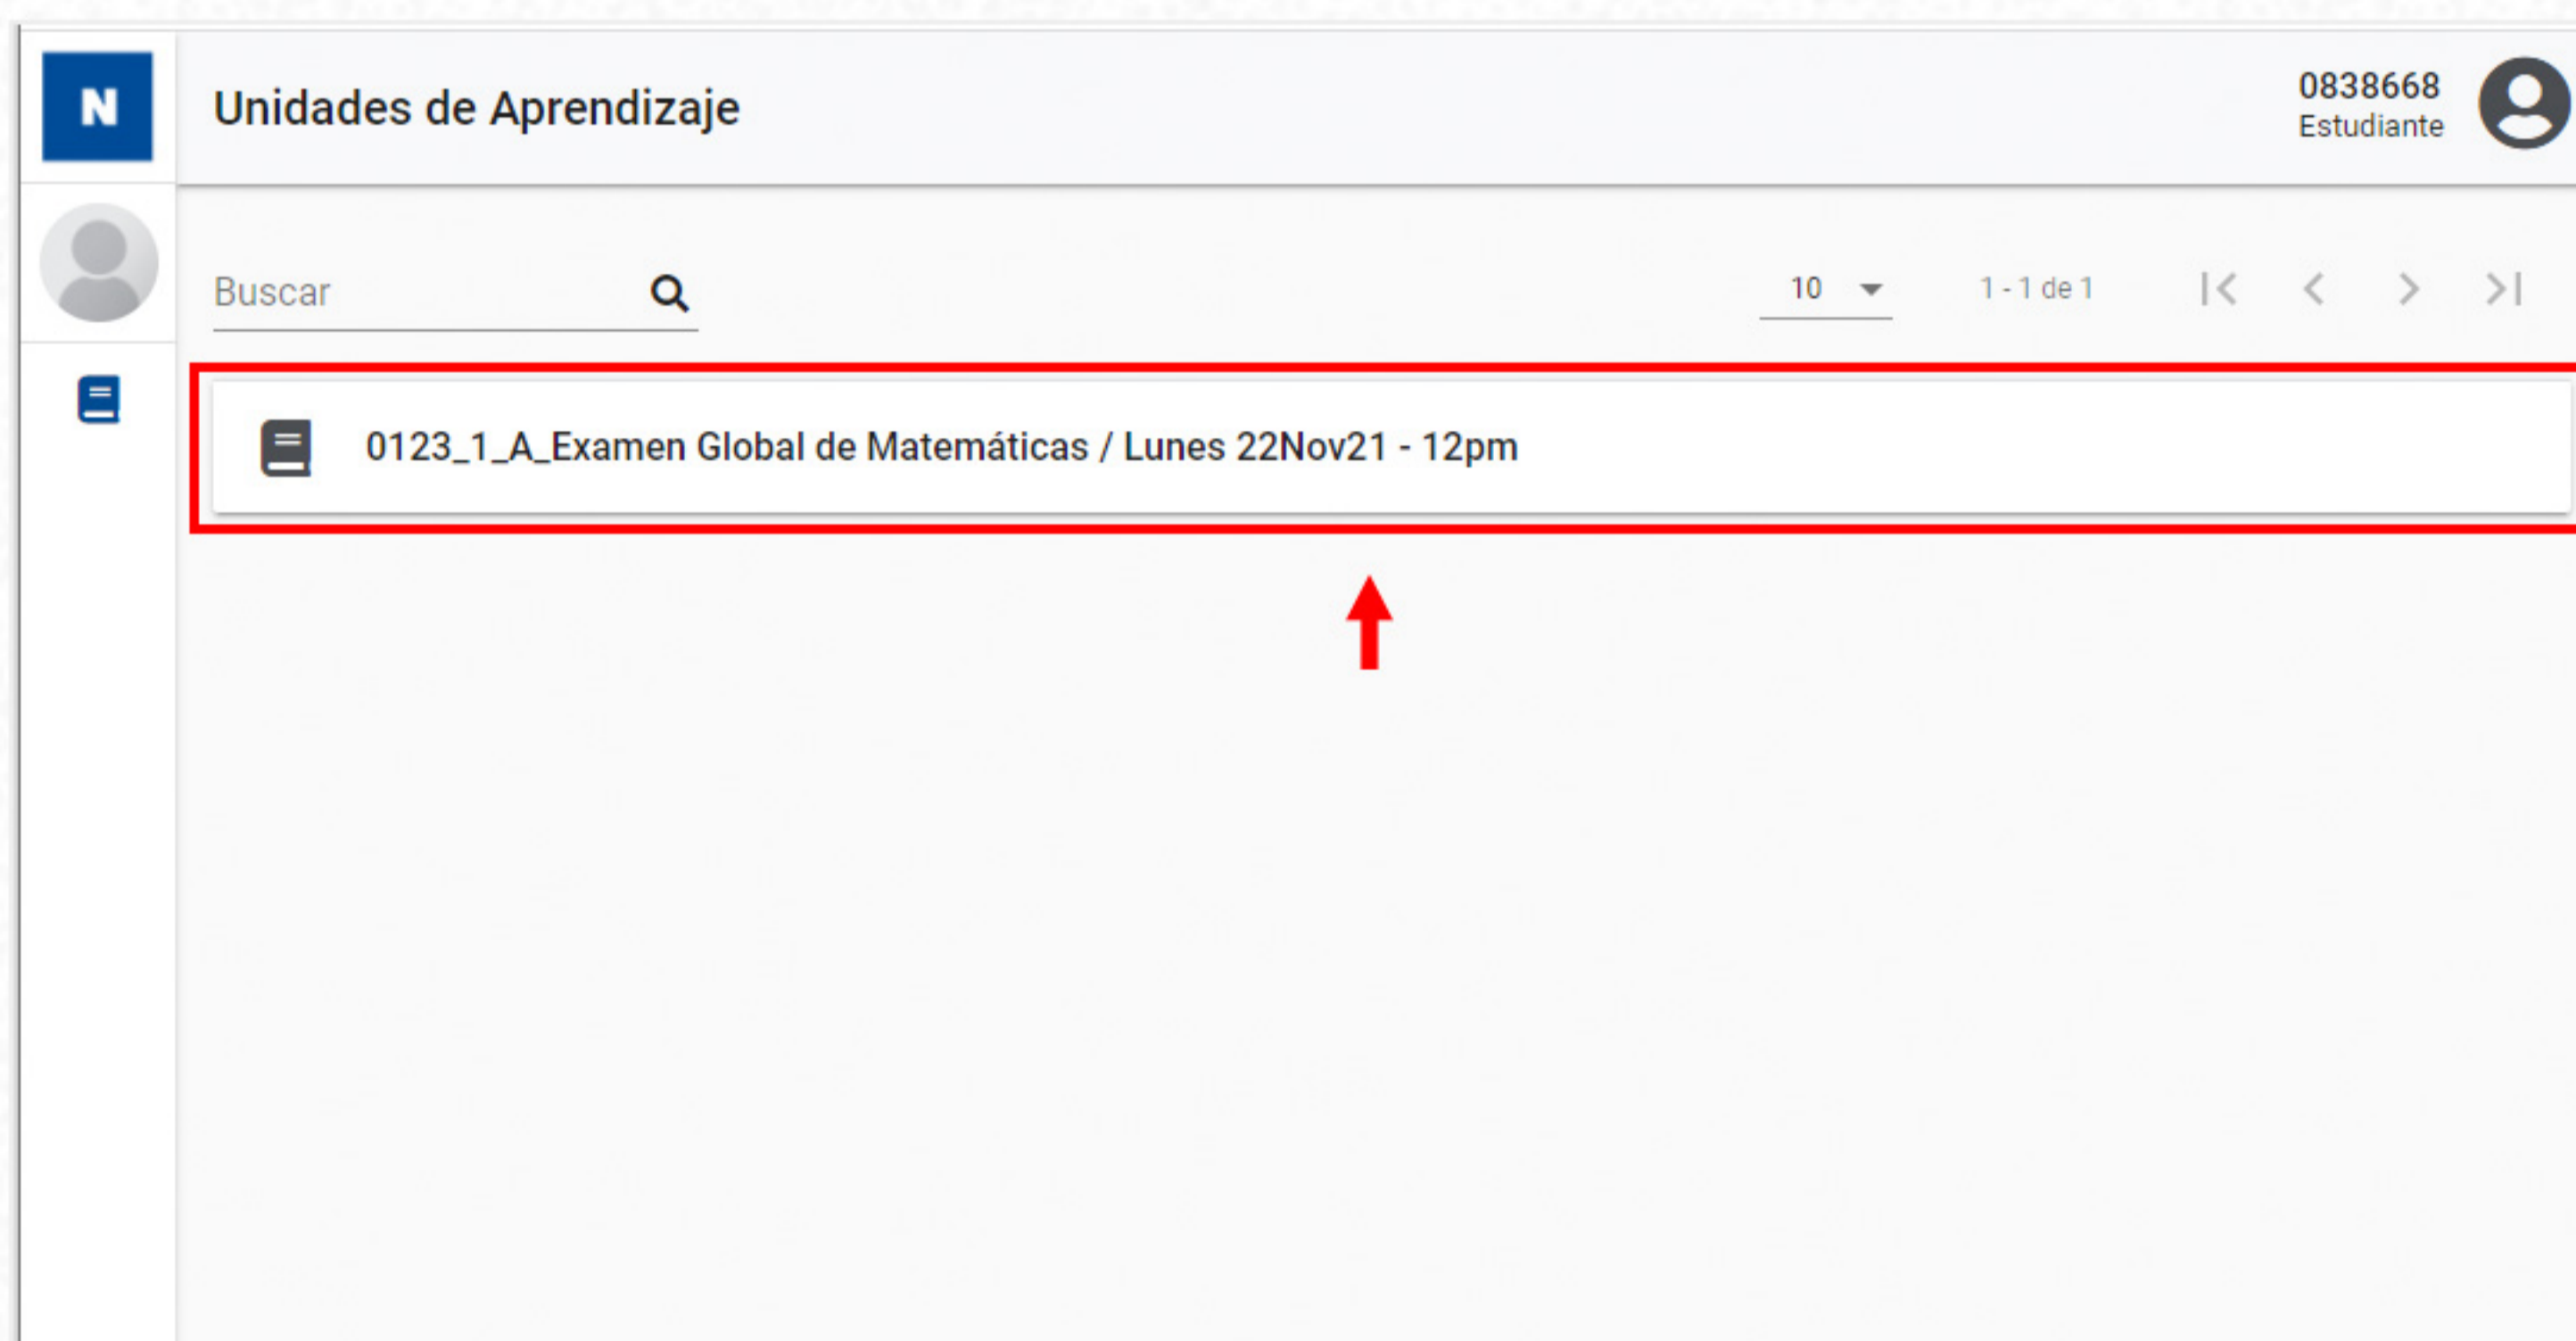 N
Unidades de Aprendizaje
0838668
Estudiante
Buscar
10
1 - 1 de 1
0123_1_A_Examen Global de Matemáticas / Lunes 22Nov21 - 12pm